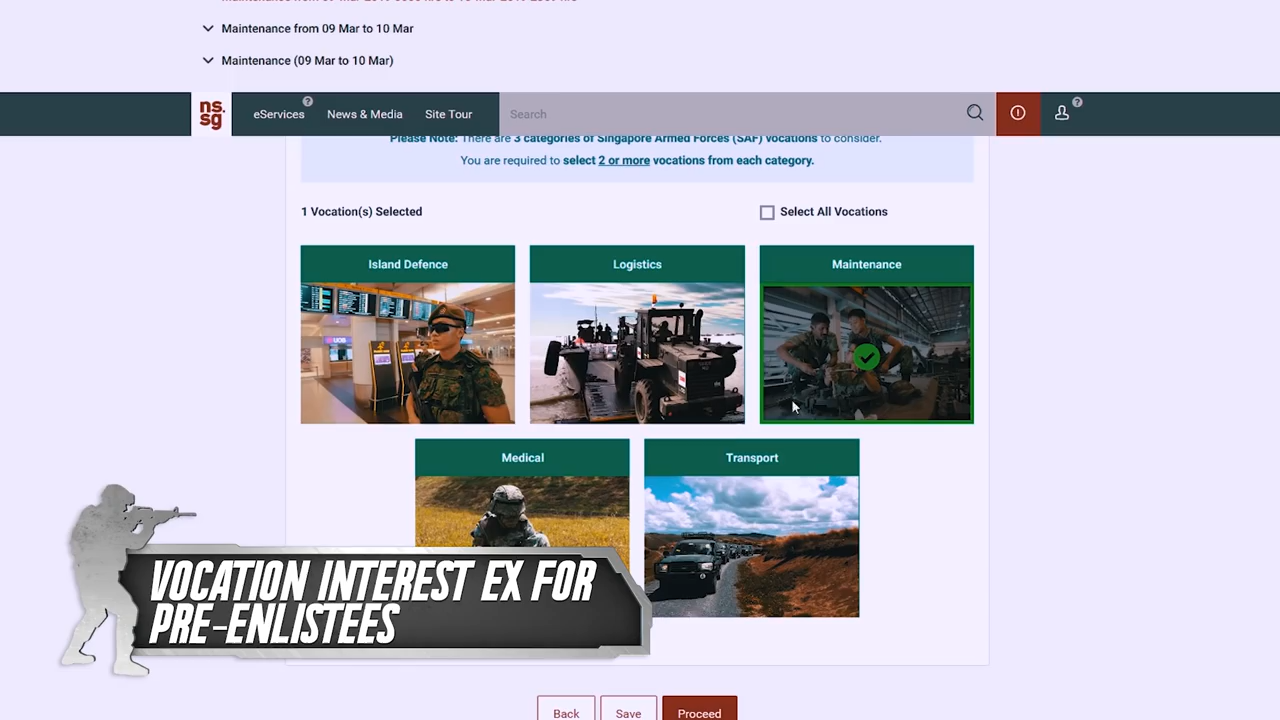 Maintenance from 09 Mar to 10 Mar
Maintenance (09 Mar to 10 Mar)
ns.
sg
eServices ?
News & Media
Site Tour
Search
?
Please Note: There are 3 categories of Singapore Armed Forces (SAF) vocations to consider.
You are required to select 2 or more vocations from each category.
1 Vocation(s) Selected
Select All Vocations
Island Defence
Logistics
Maintenance
UOB
Medical
Transport
VOCATION INTEREST EX FOR
PRE-ENLISTEES
Back
Save
Proceed